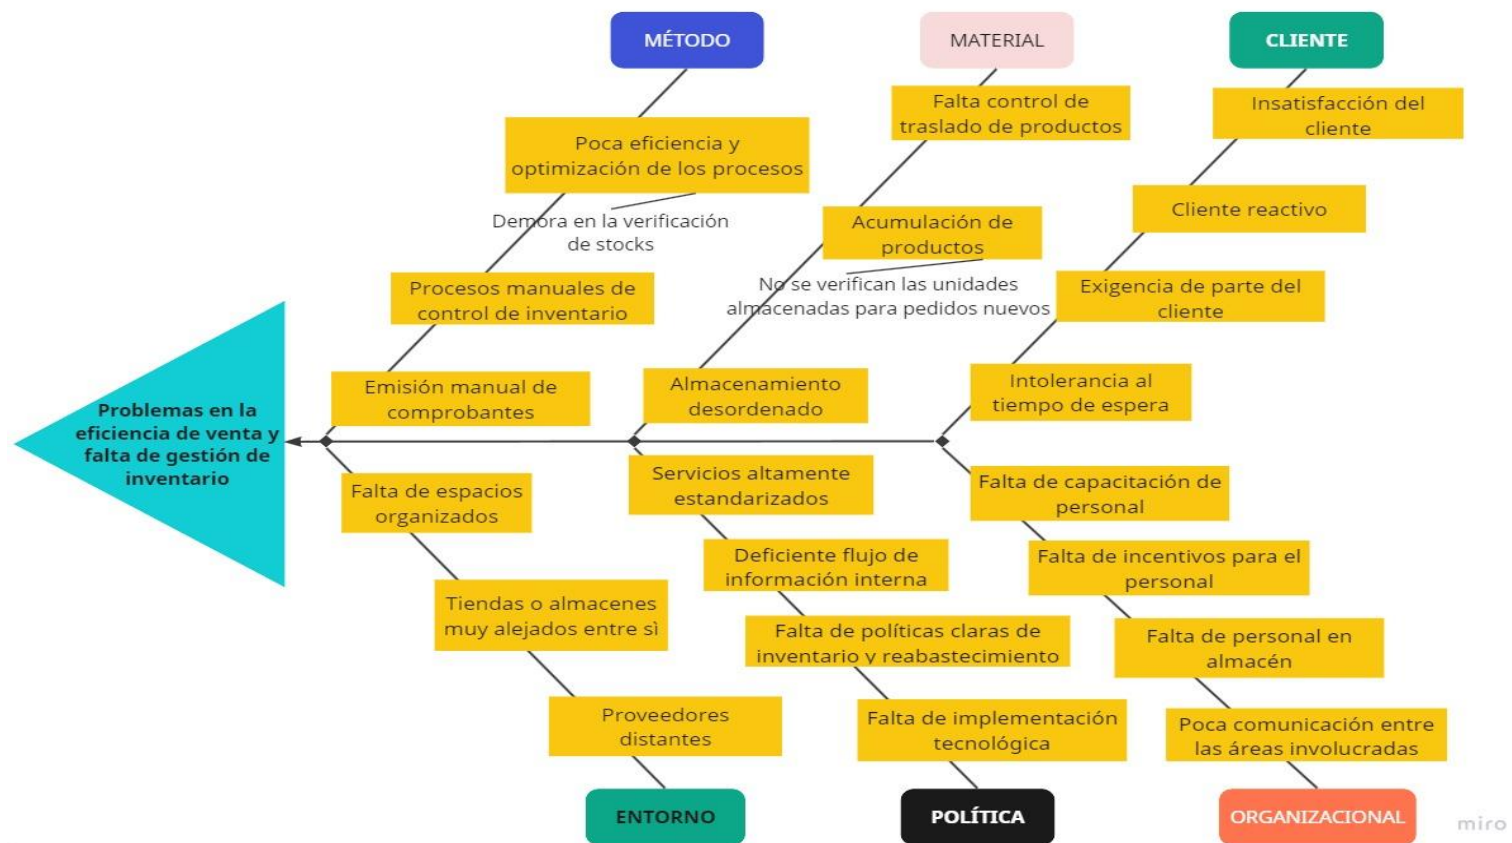 MÉTODO
MATERIAL
CLIENTE
Poca eficiencia y
optimización de los procesos
Demora en la verificación
de stocks
Procesos manuales de
control de inventario
Emisión manual de
comprobantes
Falta control de
traslado de productos
Acumulación de
productos
No se verifican las unidades
almacenadas para pedidos nuevos
Almacenamiento
desordenado
Insatisfacción del
cliente
Cliente reactivo
Exigencia de parte del
cliente
Intolerancia al
tiempo de espera
Problemas en la
eficiencia de venta y
falta de gestión de
inventario
Falta de espacios
organizados
Tiendas o almacenes
muy alejados entre sì
Proveedores
distantes
Servicios altamente
estandarizados
Deficiente flujo de
información interna
Falta de políticas claras de
inventario y reabastecimiento
Falta de implementación
tecnológica
Falta de capacitación de
personal
Falta de incentivos para el
personal
Falta de personal en
almacén
Poca comunicación entre
las áreas involucradas
ENTORNO
POLÍTICA
ORGANIZACIONAL
miro